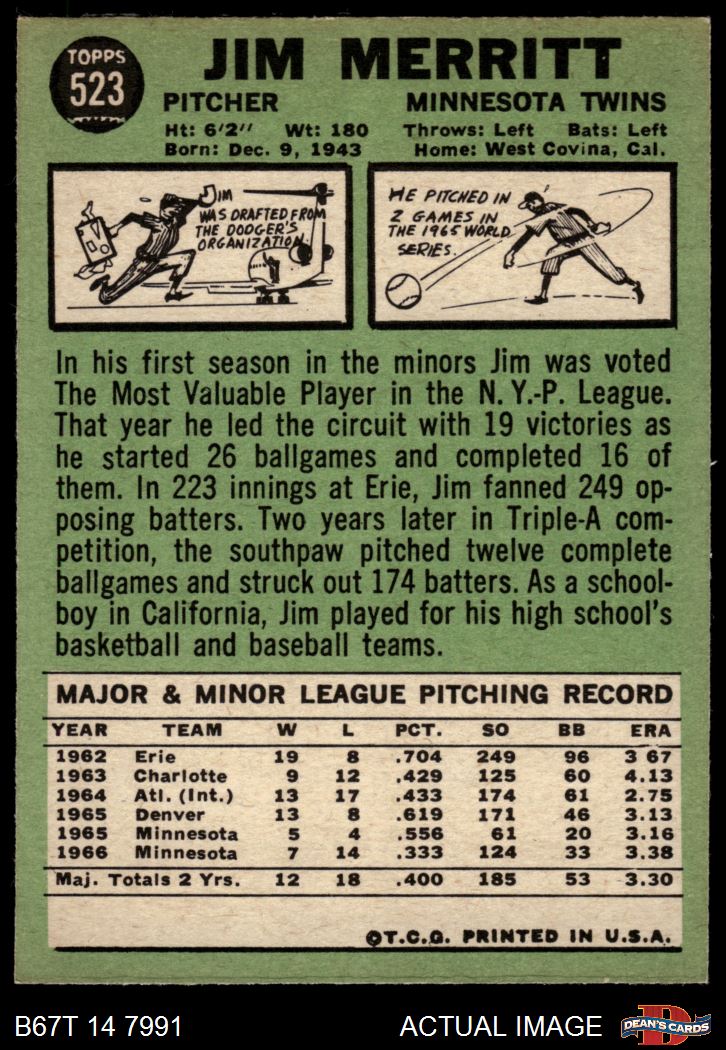 TOPPS
523
JIM MERRITT
PITCHER MINNESOTA TWINS
Ht: 6'2" Wt: 180 Throws: Left Bats: Left
Born: Dec. 9, 1943 Home: West Covina, Cal.
JIM
WAS DRAFTED FROM
THE DODGER'S
ORGANIZATION
HE PITCHED IN
2 GAMES IN
THE 1965 WORLD
SERIES.
In his first season in the minors Jim was voted
The Most Valuable Player in the N. Y.-P. League.
That year he led the circuit with 19 victories as
he started 26 ballgames and completed 16 of
them. In 223 innings at Erie, Jim fanned 249 op-
posing batters. Two years later in Triple-A com-
petition, the southpaw pitched twelve complete
ballgames and struck out 174 batters. As a school-
boy in California, Jim played for his high school's
basketball and baseball teams.
MAJOR & MINOR LEAGUE PITCHING RECORD
YEAR TEAM W L PCT. SO BB ERA
1962 Erie 19 8 .704 249 96 3 67
1963 Charlotte 9 12 .429 125 60 4.13
1964 Atl. (Int.) 13 17 .433 174 61 2.75
1965 Denver 13 8 .619 171 46 3.13
1965 Minnesota 5 4 .556 61 20 3.16
1966 Minnesota 7 14 .333 124 33 3.38
Maj. Totals 2 Yrs. 12 18 .400 185 53 3.30
©T.C.G. PRINTED IN U.S.A.
B67T 14 7991 ACTUAL IMAGE
D
DEAN'S CARDS